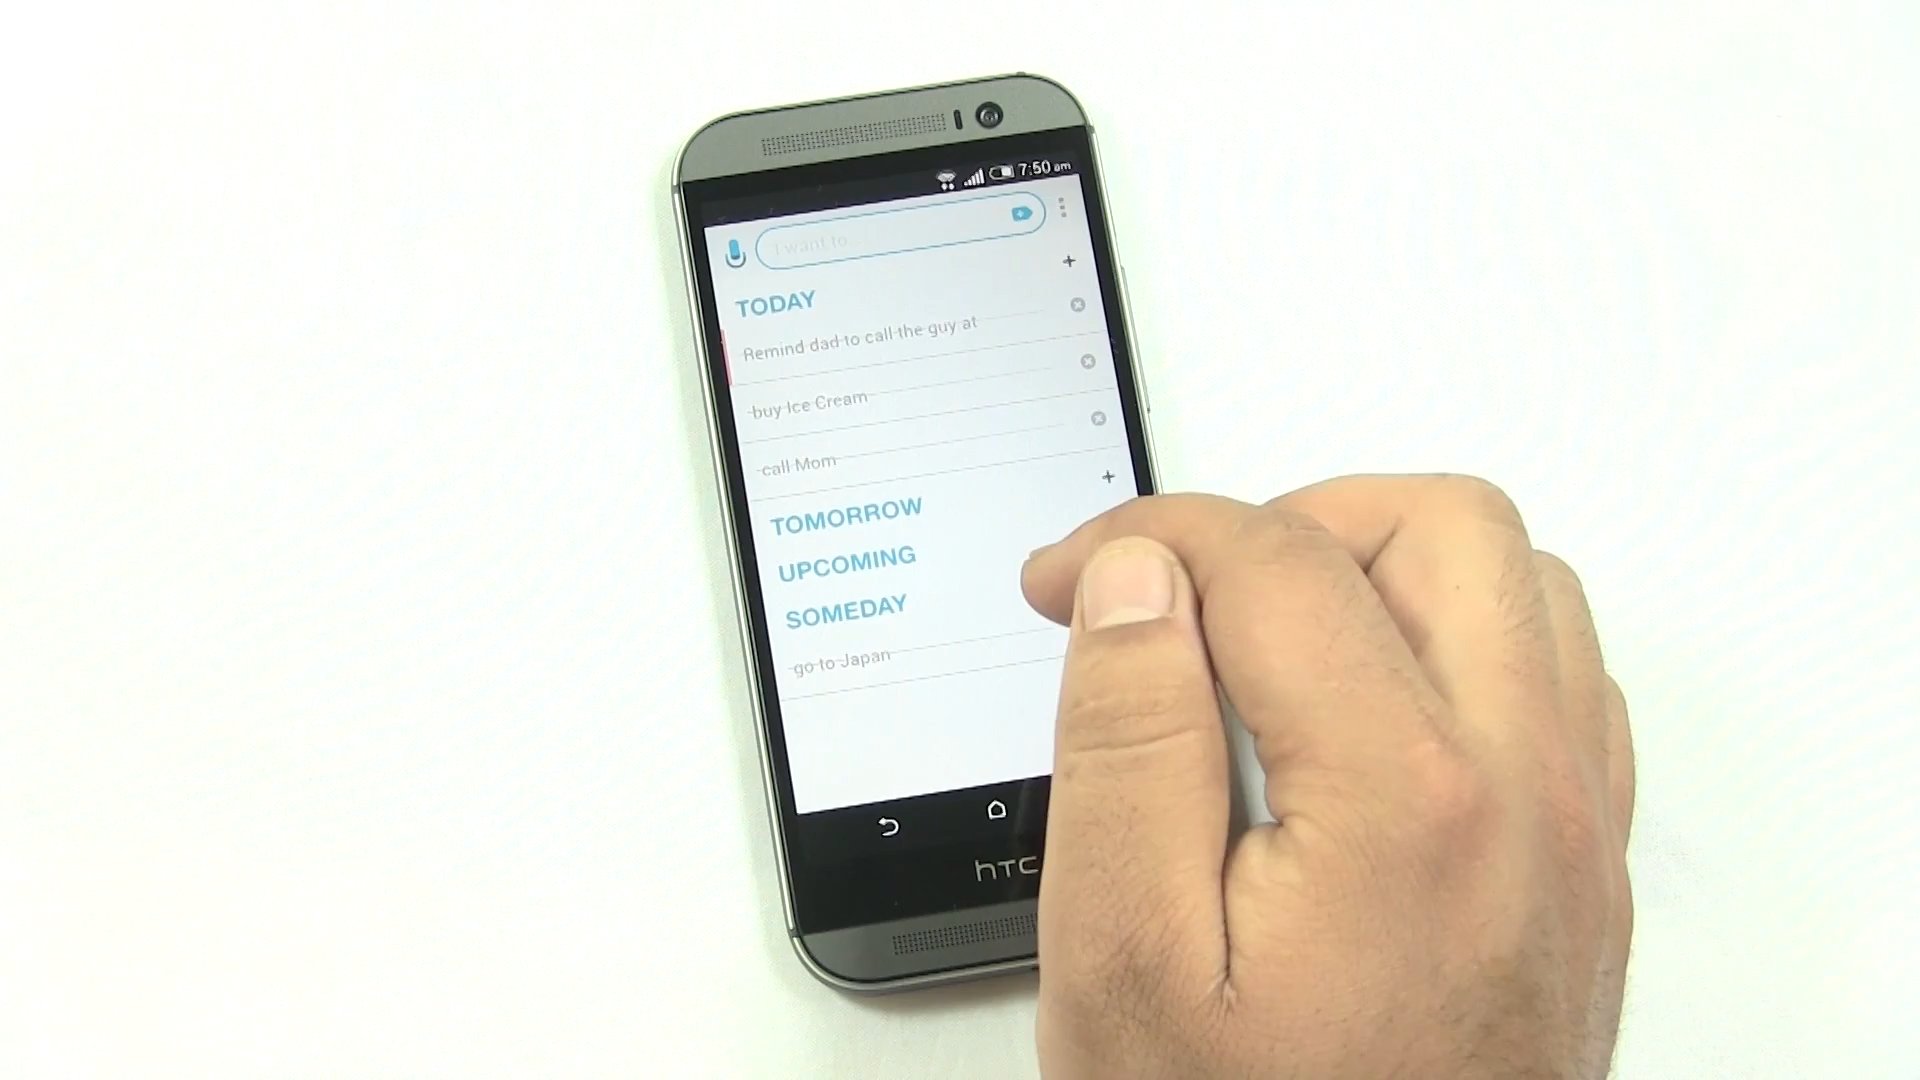 7:50 am
I want to...
TODAY
Remind dad to call the guy at
buy Ice Cream
call Mom
TOMORROW
UPCOMING
SOMEDAY
go to Japan
hTC